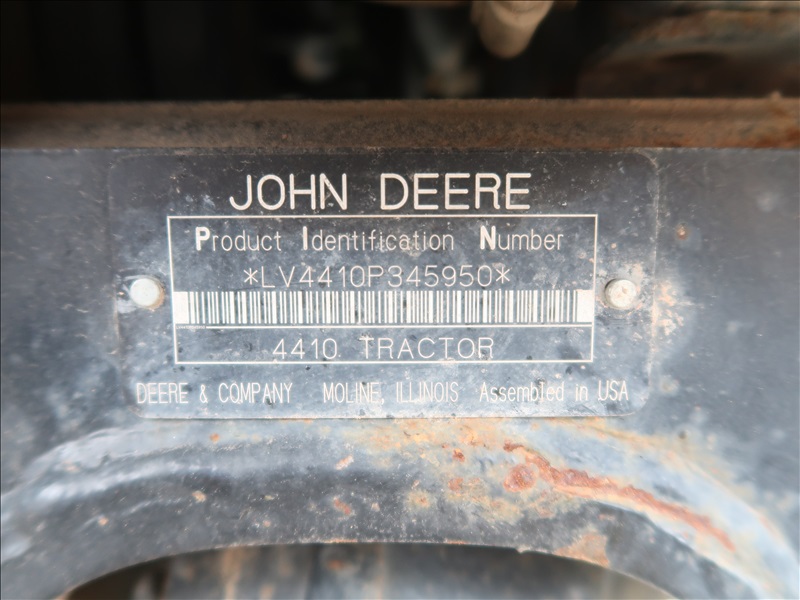 JOHN DEERE
Product Identification Number
*LV4410P345950*
4410 TRACTOR
DEERE & COMPANY MOLINE, ILLINOIS Assembled in USA